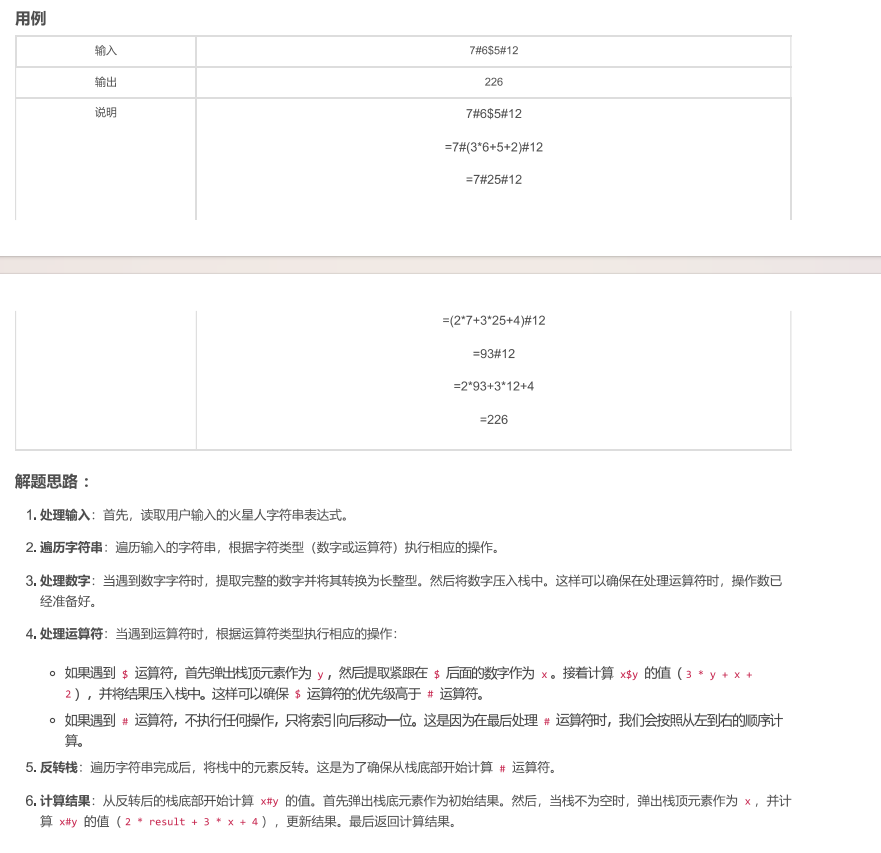 用例
输入 7#6$5#12
输出 226
说明 7#6$5#12
=7#(3*6+5+2)#12
=7#25#12
=(2*7+3*25+4)#12
=93#12
=2*93+3*12+4
=226
解题思路：
1. 处理输入：首先，读取用户输入的火星人字符串表达式。
2. 遍历字符串：遍历输入的字符串，根据字符类型（数字或运算符）执行相应的操作。
3. 处理数字：当遇到数字字符时，提取完整的数字并将其转换为长整型。然后将数字压入栈中。这样可以确保在处理运算符时，操作数已
经准备好。
4. 处理运算符：当遇到运算符时，根据运算符类型执行相应的操作：
如果遇到 $ 运算符，首先弹出栈顶元素作为 y，然后提取紧跟在 $ 后面的数字作为 x。接着计算 x$y 的值（3 * y + x +
2），并将结果压入栈中。这样可以确保 $ 运算符的优先级高于 # 运算符。
如果遇到 # 运算符，不执行任何操作，只将索引向后移动一位。这是因为在最后处理 # 运算符时，我们会按照从左到右的顺序计
算。
5. 反转栈：遍历字符串完成后，将栈中的元素反转。这是为了确保从栈底部开始计算 # 运算符。
6. 计算结果：从反转后的栈底部开始计算 x#y 的值。首先弹出栈底元素作为初始结果。然后，当栈不为空时，弹出栈顶元素作为 x，并计
算 x#y 的值（2 * result + 3 * x + 4），更新结果。最后返回计算结果。